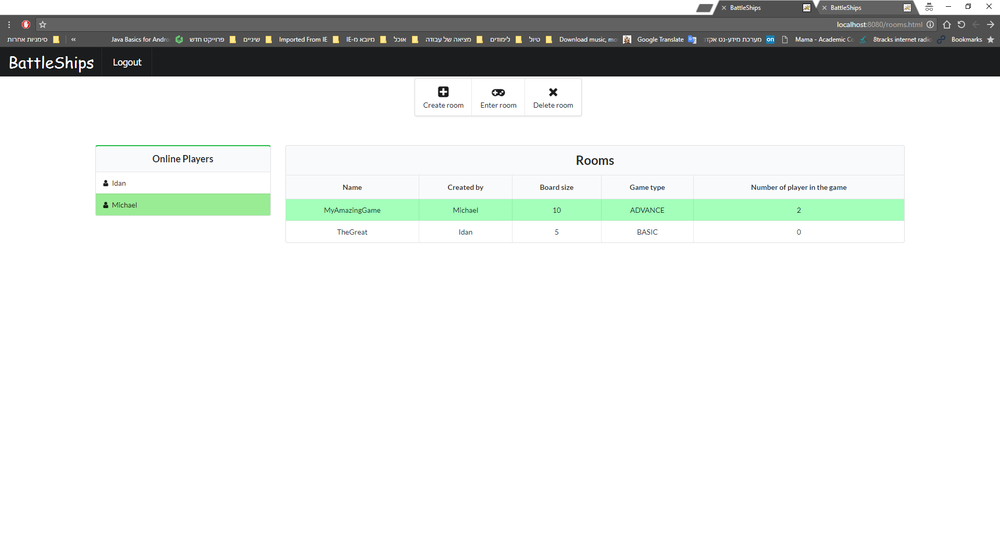 BattleShips BattleShips
localhost:8080/rooms.html
סימניות אחרות « Java Basics for Andro פרוייקט חדש שיניים Imported From IE מיובא מ-IE אוכל מציאה של עבודה לימודים טיול Download music, mo Google Translate מערכת מידע-נט אקדנ Mama - Academic Co 8tracks internet radio Bookmarks
BattleShips Logout
Create room Enter room Delete room
Online Players
Idan
Michael
Rooms
Name Created by Board size Game type Number of player in the game
MyAmazingGame Michael 10 ADVANCE 2
TheGreat Idan 5 BASIC 0